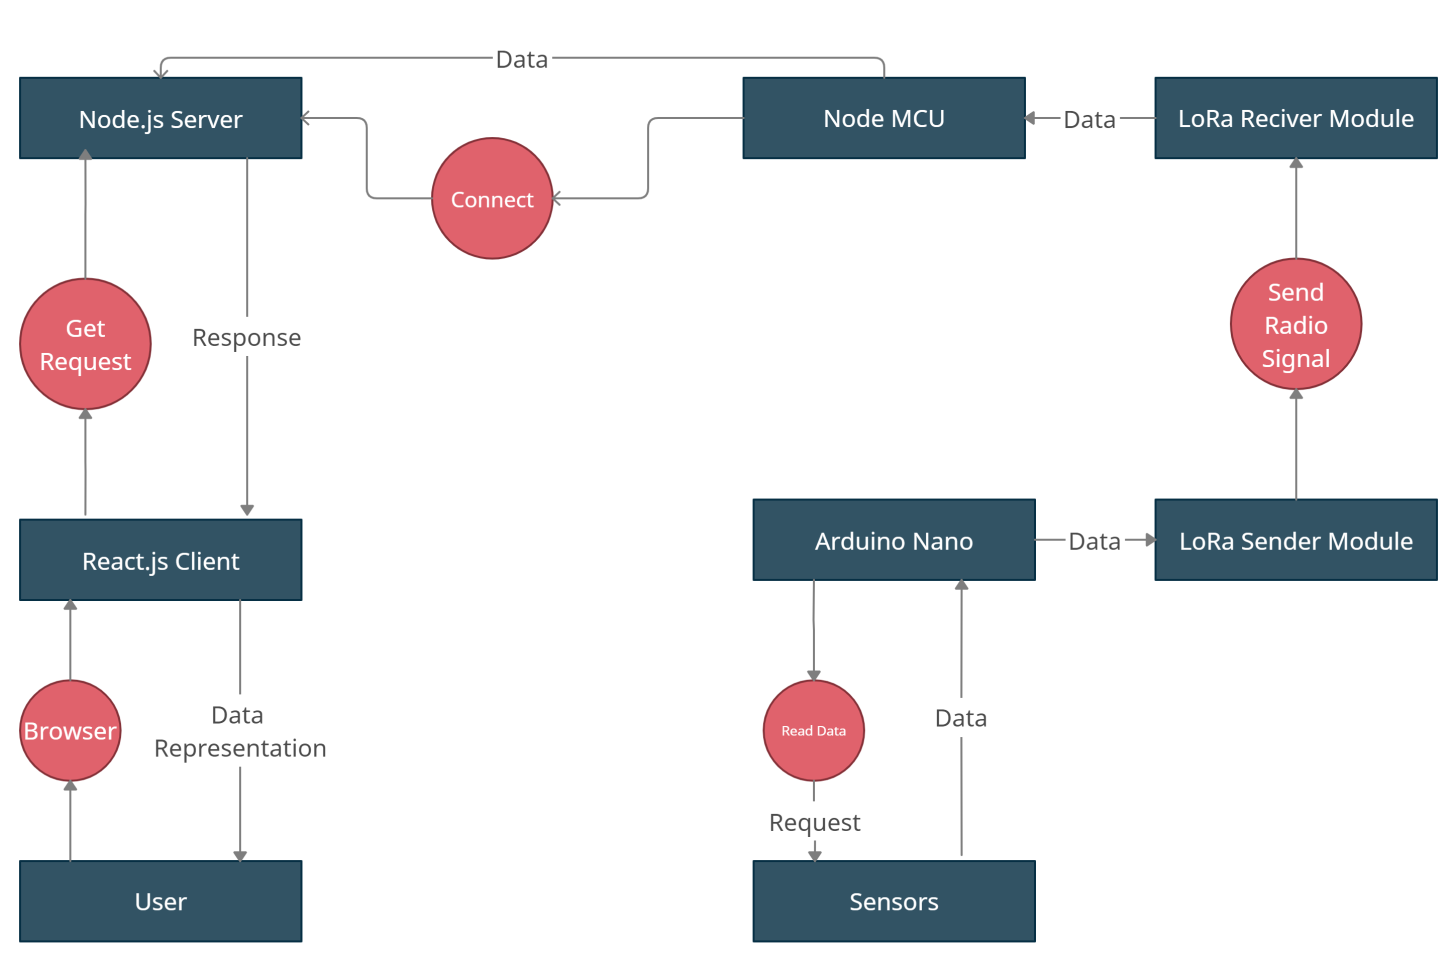 Data
Node.js Server
Node MCU
Data
LoRa Reciver Module
Connect
Get
Request
Response
Send
Radio
Signal
React.js Client
Arduino Nano
Data
LoRa Sender Module
Browser
Data
Representation
Read Data
Data
Request
User
Sensors